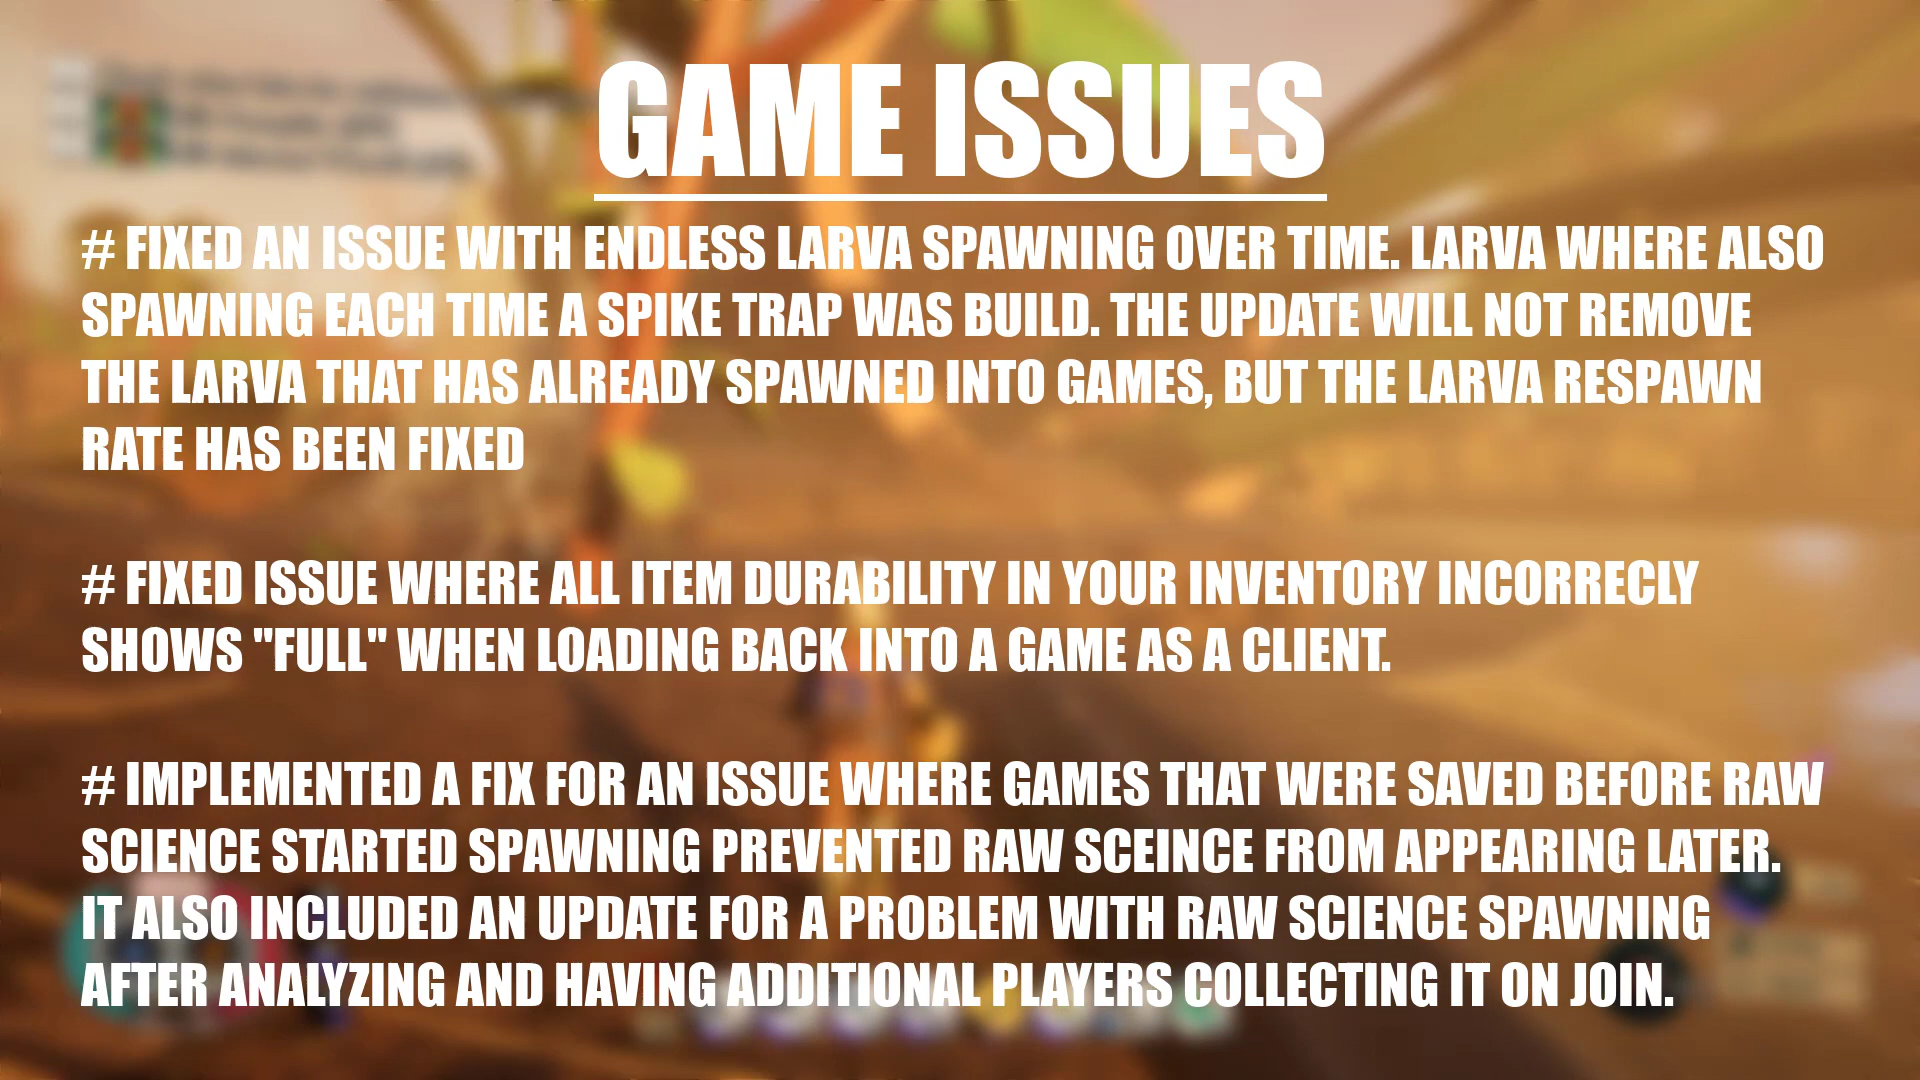 GAME ISSUES
# FIXED AN ISSUE WITH ENDLESS LARVA SPAWNING OVER TIME. LARVA WHERE ALSO
SPAWNING EACH TIME A SPIKE TRAP WAS BUILD. THE UPDATE WILL NOT REMOVE
THE LARVA THAT HAS ALREADY SPAWNED INTO GAMES, BUT THE LARVA RESPAWN
RATE HAS BEEN FIXED
# FIXED ISSUE WHERE ALL ITEM DURABILITY IN YOUR INVENTORY INCORRECLY
SHOWS "FULL" WHEN LOADING BACK INTO A GAME AS A CLIENT.
# IMPLEMENTED A FIX FOR AN ISSUE WHERE GAMES THAT WERE SAVED BEFORE RAW
SCIENCE STARTED SPAWNING PREVENTED RAW SCEINCE FROM APPEARING LATER.
IT ALSO INCLUDED AN UPDATE FOR A PROBLEM WITH RAW SCIENCE SPAWNING
AFTER ANALYZING AND HAVING ADDITIONAL PLAYERS COLLECTING IT ON JOIN.